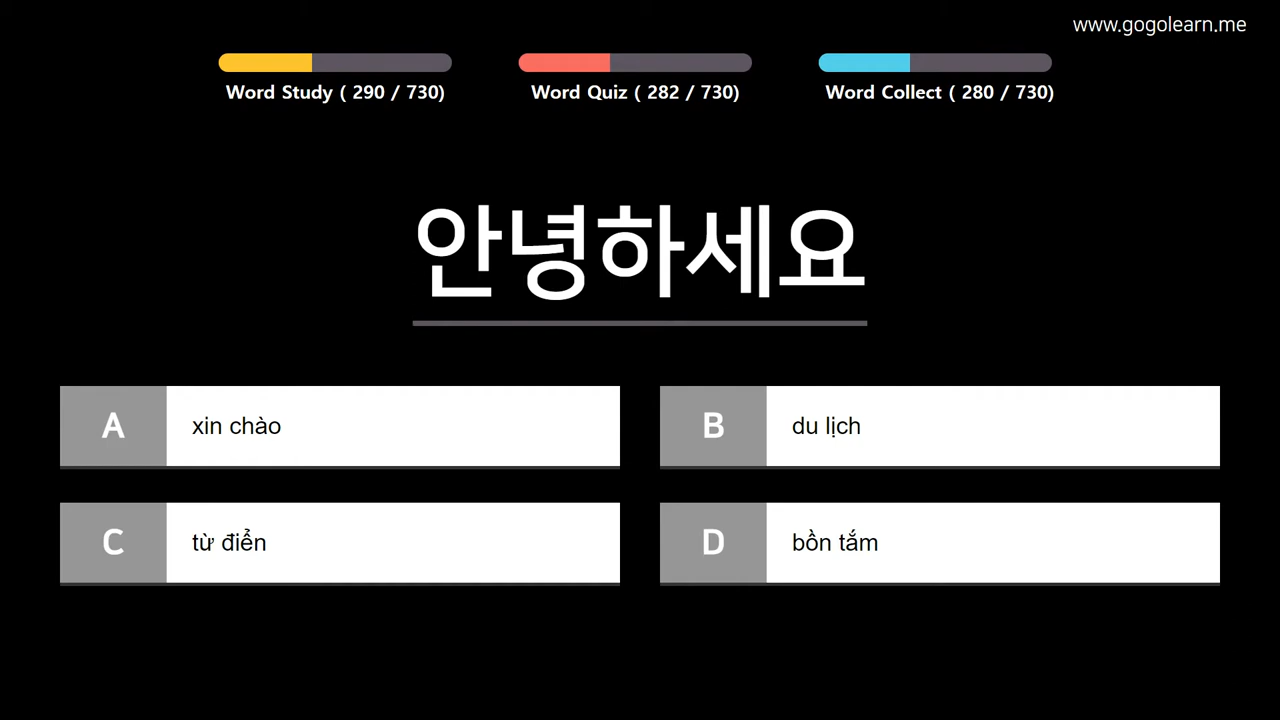 www.gogolearn.me
Word Study ( 290 / 730)
Word Quiz ( 282 / 730)
Word Collect ( 280 / 730)
안녕하세요
A xin chào
B du lịch
C từ điển
D bồn tắm